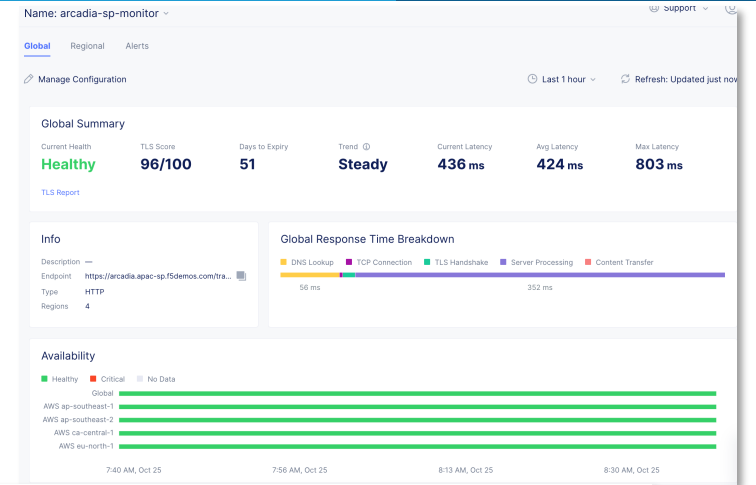 Name: arcadia-sp-monitor
Support
Global Regional Alerts
Manage Configuration
Last 1 hour
Refresh: Updated just now
Global Summary
Current Health TLS Score Days to Expiry Trend Current Latency Avg Latency Max Latency
Healthy 96/100 51 Steady 436 ms 424 ms 803 ms
TLS Report
Info
Description —
Endpoint https://arcadia.apac-sp.f5demos.com/tra...
Type HTTP
Regions 4
Global Response Time Breakdown
DNS Lookup TCP Connection TLS Handshake Server Processing Content Transfer
56 ms 352 ms
Availability
Healthy Critical No Data
Global
AWS ap-southeast-1
AWS ap-southeast-2
AWS ca-central-1
AWS eu-north-1
7:40 AM, Oct 25 7:56 AM, Oct 25 8:13 AM, Oct 25 8:30 AM, Oct 25